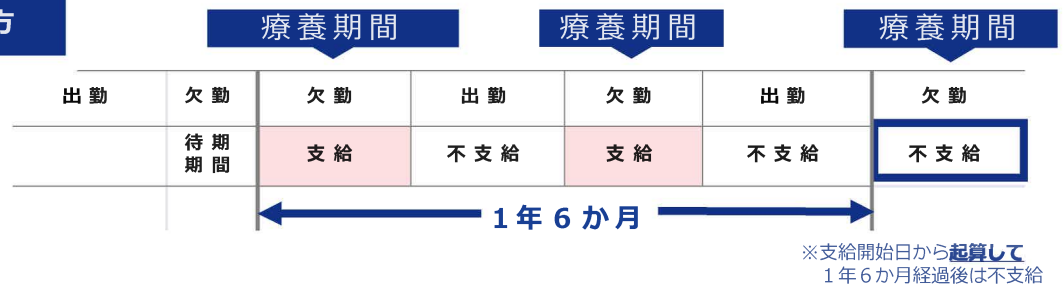 方
療養期間 療養期間 療養期間
出勤 欠勤 欠勤 出勤 欠勤 出勤 欠勤
待期
期間 支給 不支給 支給 不支給 不支給
1年6か月
※支給開始日から起算して
1年6か月経過後は不支給